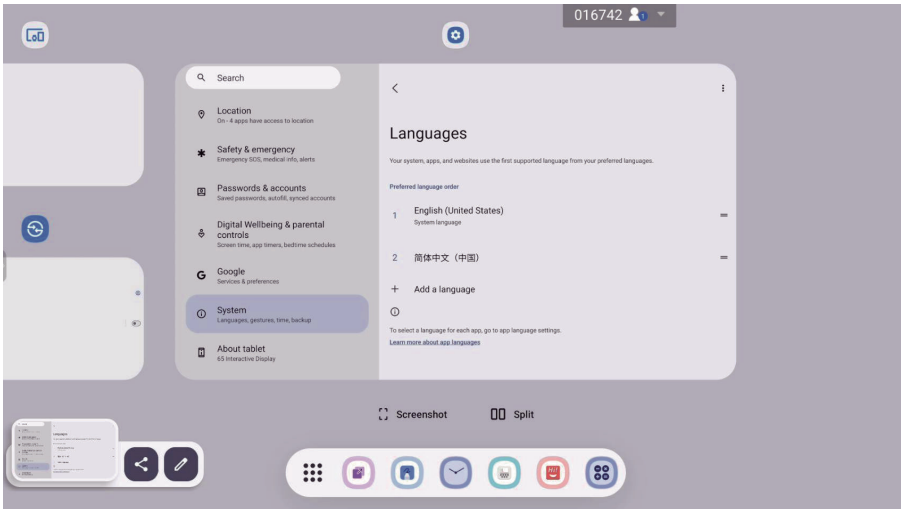 016742
1
Search
Location
On - 4 apps have access to location
Safety & emergency
Emergency SOS, medical info, alerts
Passwords & accounts
Saved passwords, autofill, synced accounts
Digital Wellbeing & parental
controls
Screen time, app timers, bedtime schedules
Google
Services & preferences
System
Languages, gestures, time, backup
About tablet
65 Interactive Display
Languages
Your system, apps, and websites use the first supported language from your preferred languages.
Preferred language order
1
English (United States)
System language
2
简体中文（中国）
+ Add a language
To select a language for each app, go to app language settings.
Learn more about app languages
Screenshot
Split
Hi!